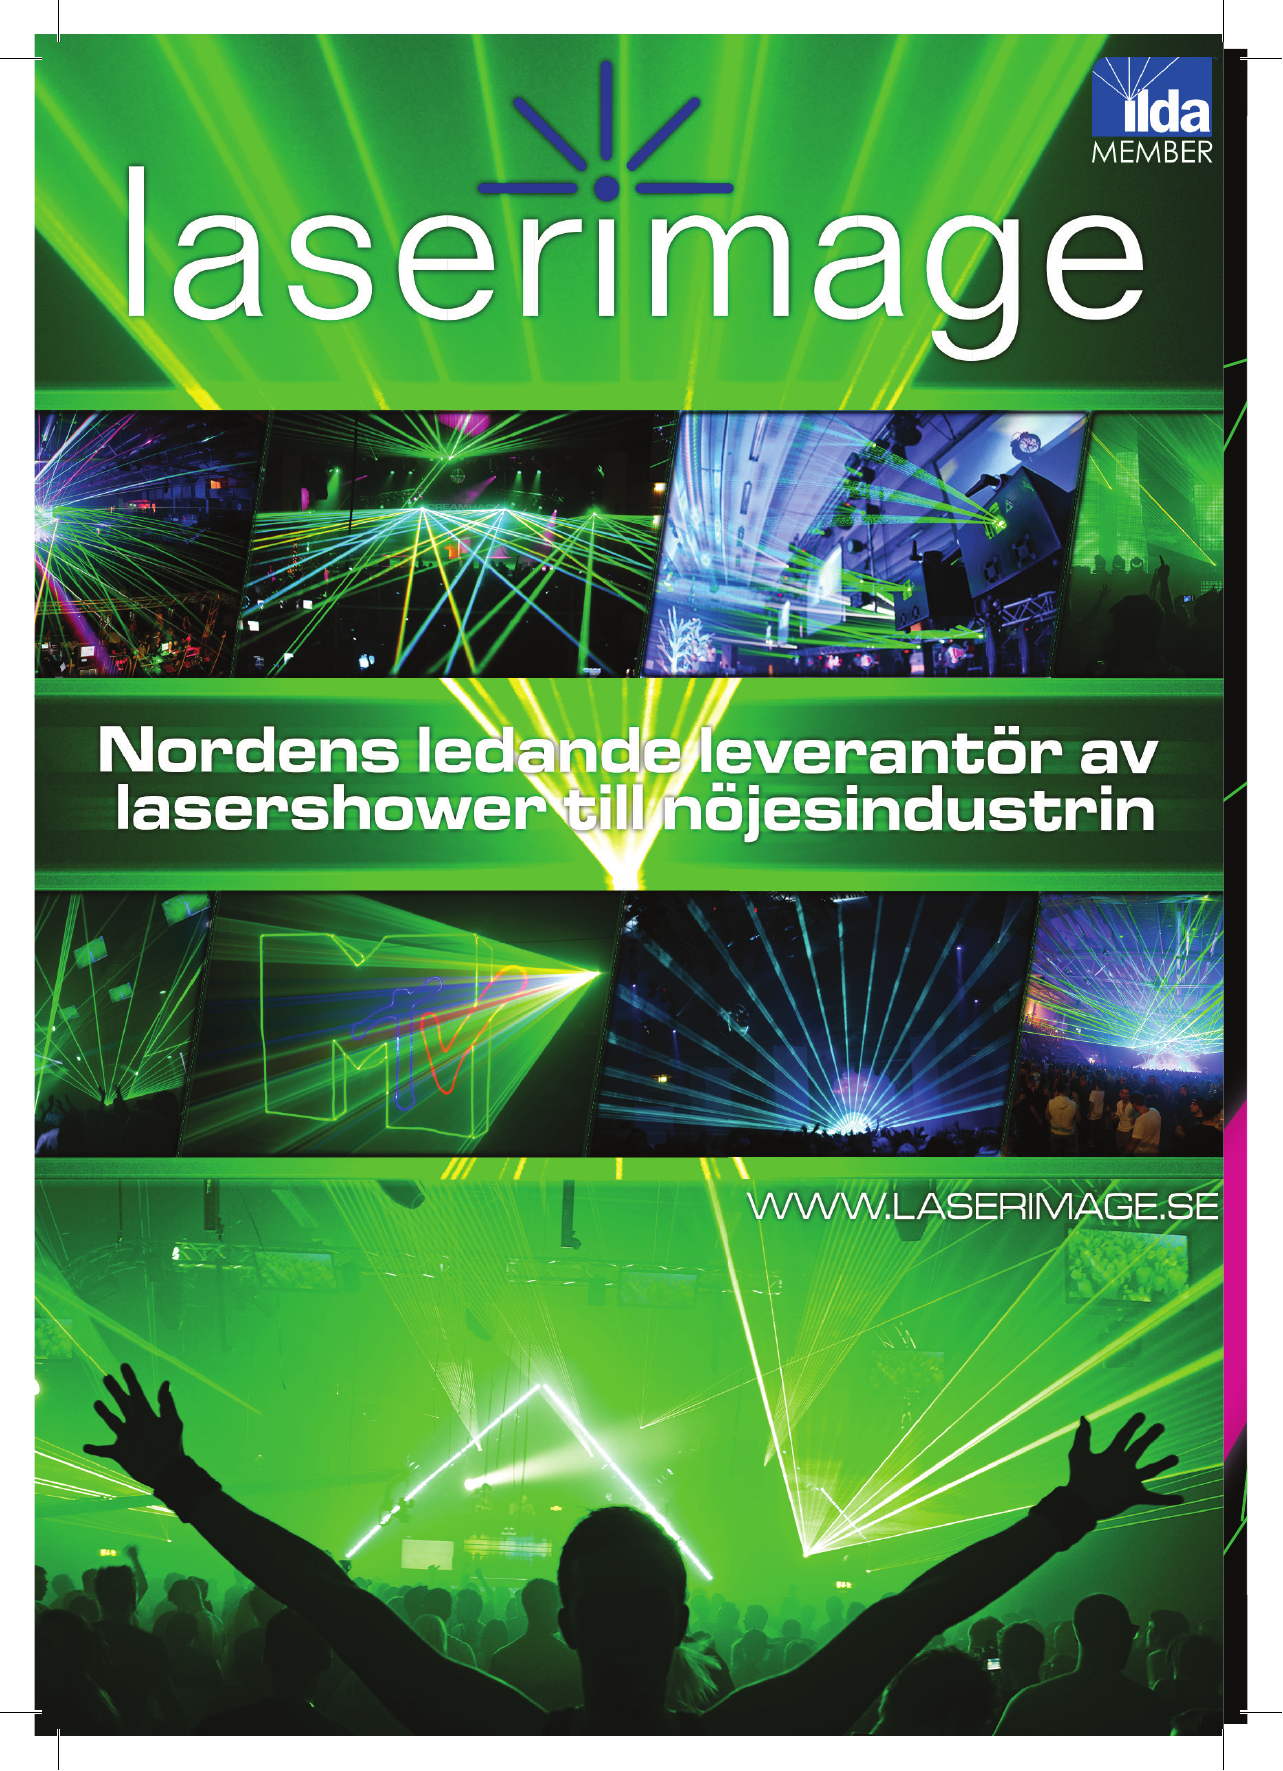 ilda
MEMBER
laserimage
Nordens ledande leverantör av
lasershower till nöjesindustrin
WWW.LASERIMAGE.SE